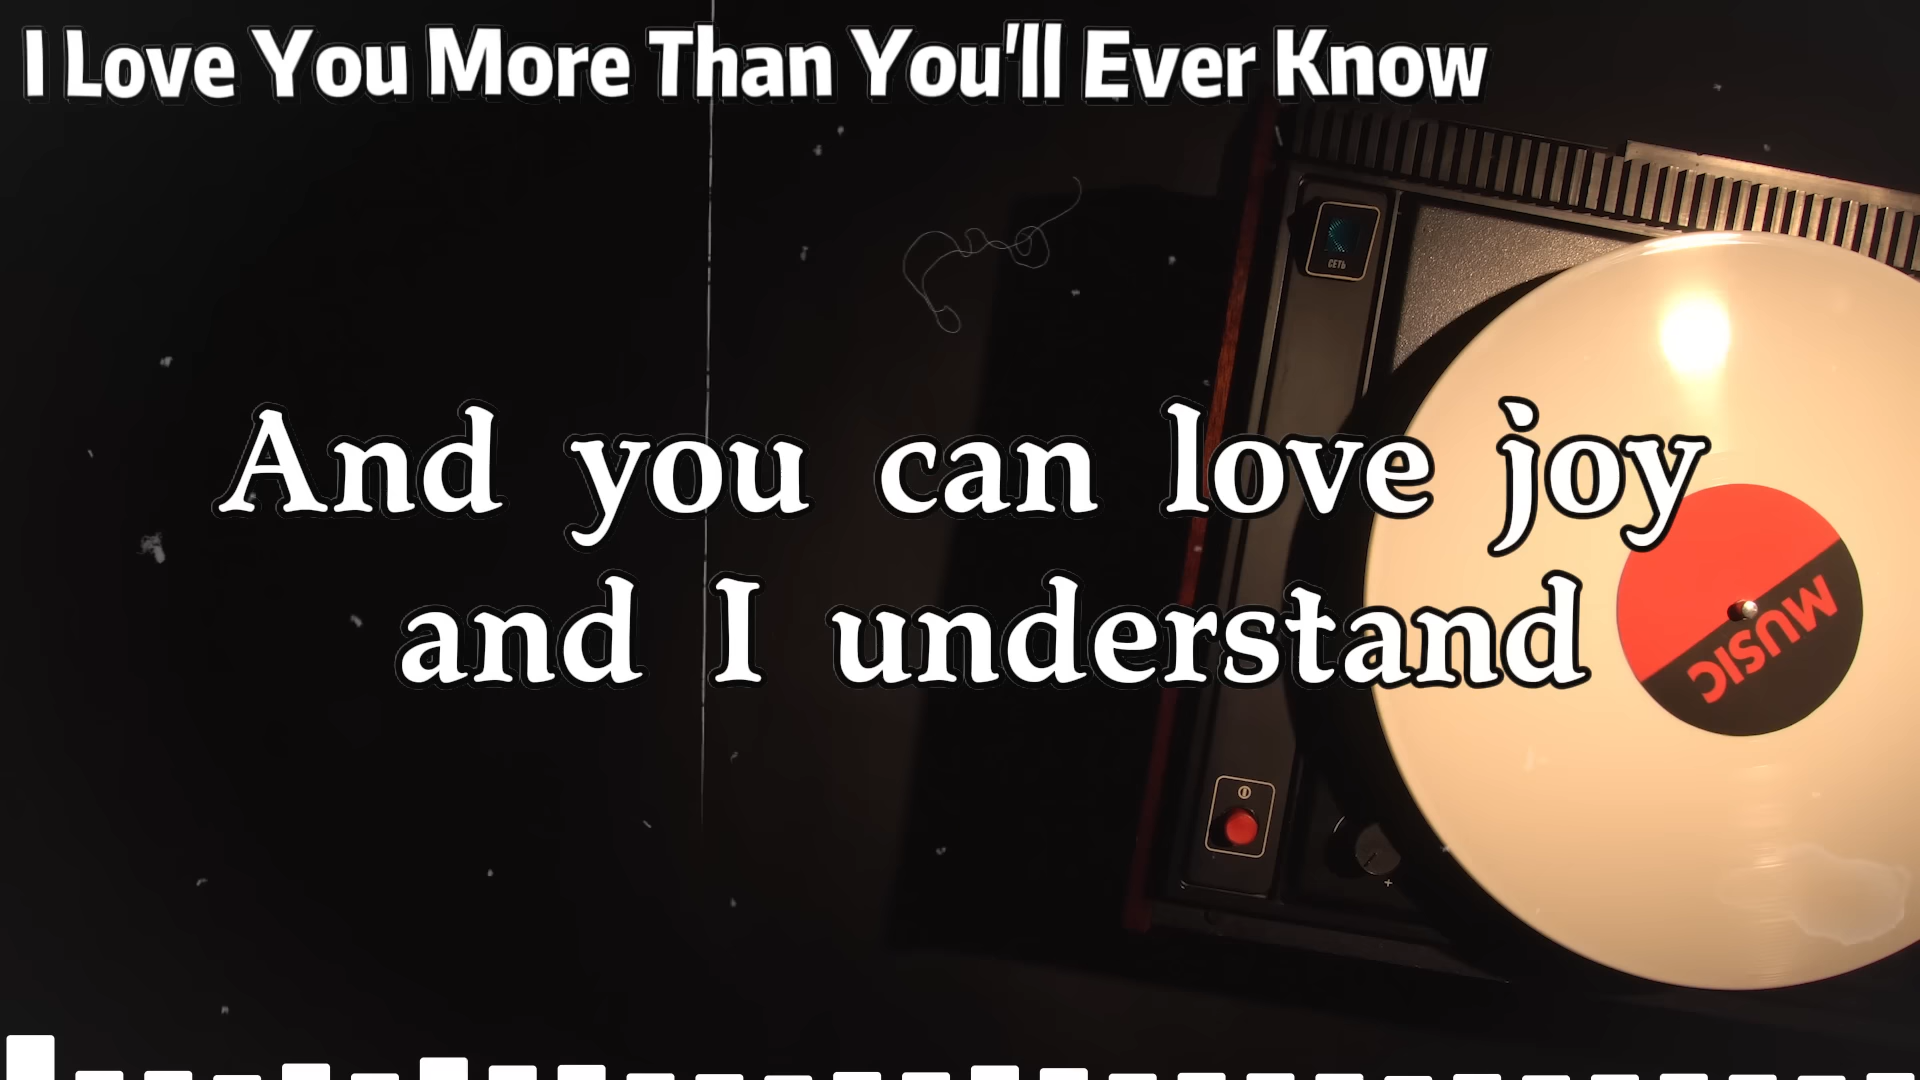 I Love You More Than You'll Ever Know
СЕТЬ
And you can love joy
and I understand
MUSIC